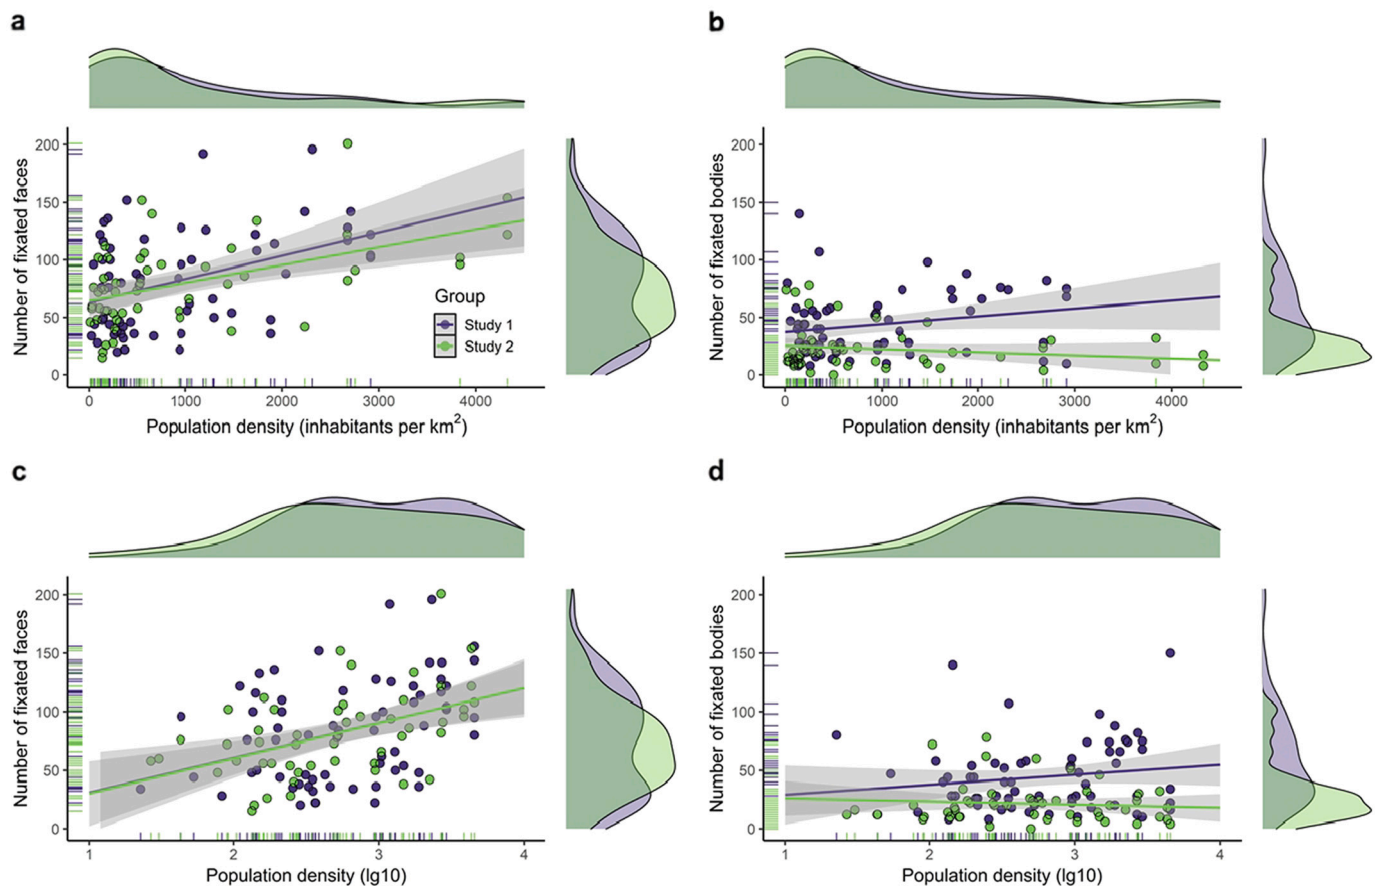 a
Number of fixated faces
200
150
100
50
0
Group
Study 1
Study 2
0 1000 2000 3000 4000
Population density (inhabitants per km²)
b
Number of fixated bodies
200
150
100
50
0
0 1000 2000 3000 4000
Population density (inhabitants per km²)
c
Number of fixated faces
200
150
100
50
0
1 2 3 4
Population density (lg10)
d
Number of fixated bodies
200
150
100
50
0
1 2 3 4
Population density (lg10)